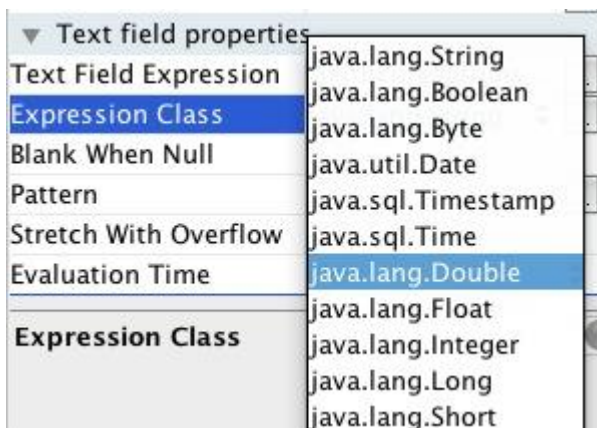 Text field properties
Text Field Expression
Expression Class
Blank When Null
Pattern
Stretch With Overflow
Evaluation Time
Expression Class
java.lang.String
java.lang.Boolean
java.lang.Byte
java.util.Date
java.sql.Timestamp
java.sql.Time
java.lang.Double
java.lang.Float
java.lang.Integer
java.lang.Long
java.lang.Short